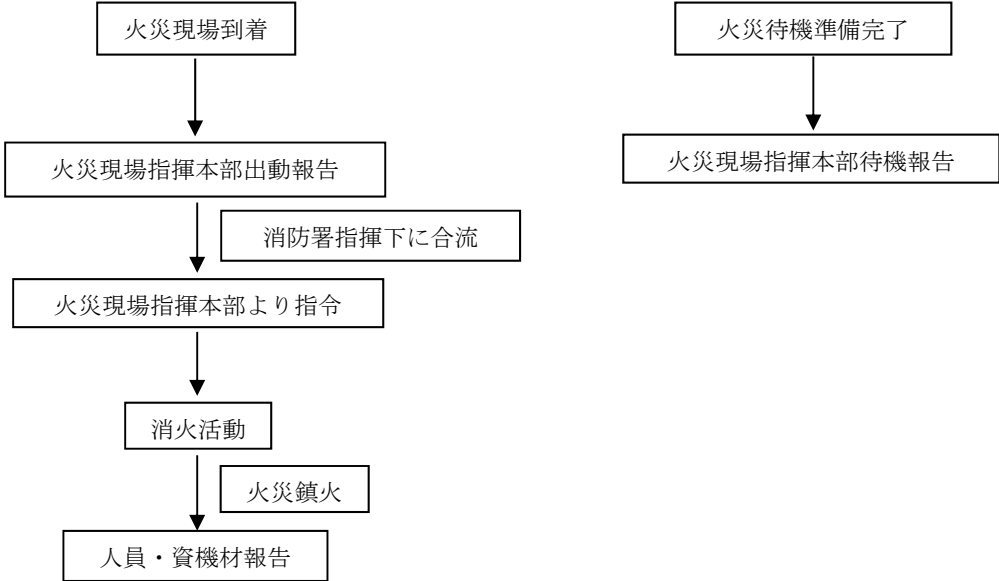 火災現場到着
火災現場指揮本部出動報告
消防署指揮下に合流
火災現場指揮本部より指令
消火活動
火災鎮火
人員・資機材報告
火災待機準備完了
火災現場指揮本部待機報告